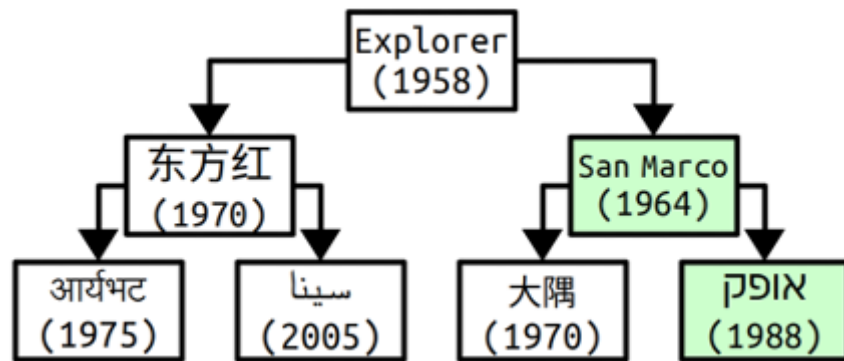 Explorer
(1958)
东方红
(1970)
San Marco
(1964)
आर्यभट
(1975)
سينا
(2005)
大隅
(1970)
אופק
(1988)